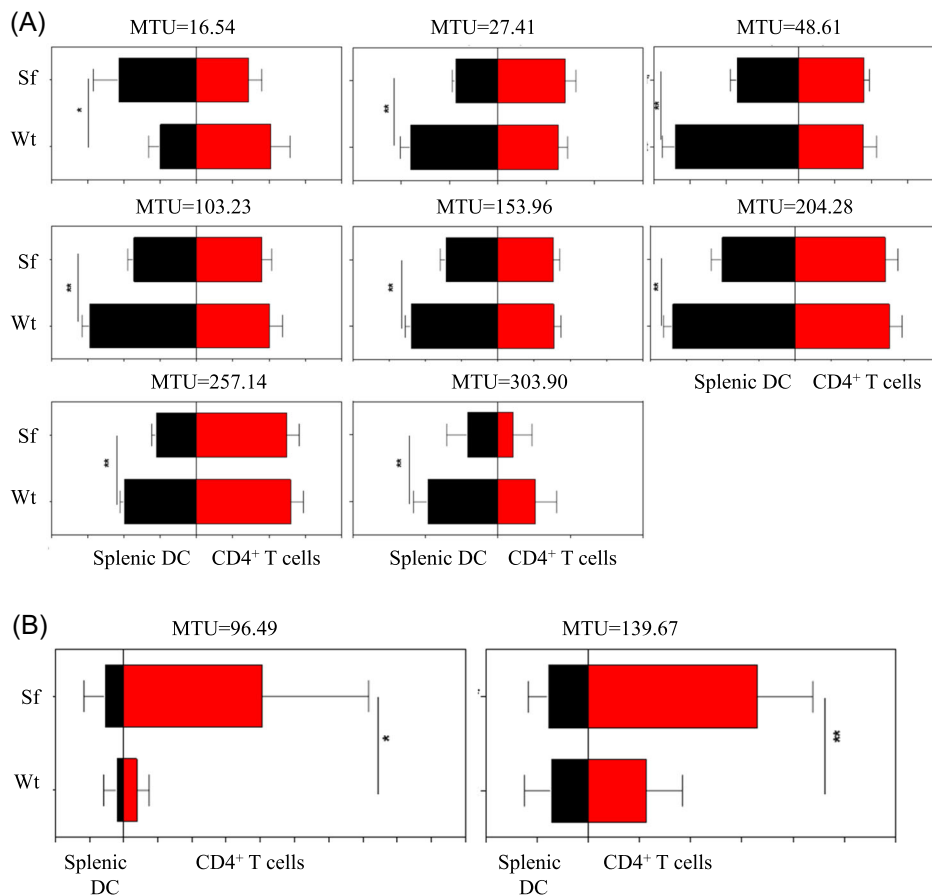 (A)
MTU=16.54 MTU=27.41 MTU=48.61
Sf
*
**
**
Wt
MTU=103.23 MTU=153.96 MTU=204.28
Sf
**
**
**
Wt
Splenic DC CD4⁺ T cells
MTU=257.14 MTU=303.90
Sf
**
**
Wt
Splenic DC CD4⁺ T cells Splenic DC CD4⁺ T cells
(B)
MTU=96.49 MTU=139.67
Sf
*
**
Wt
Splenic CD4⁺ T cells Splenic CD4⁺ T cells
DC DC